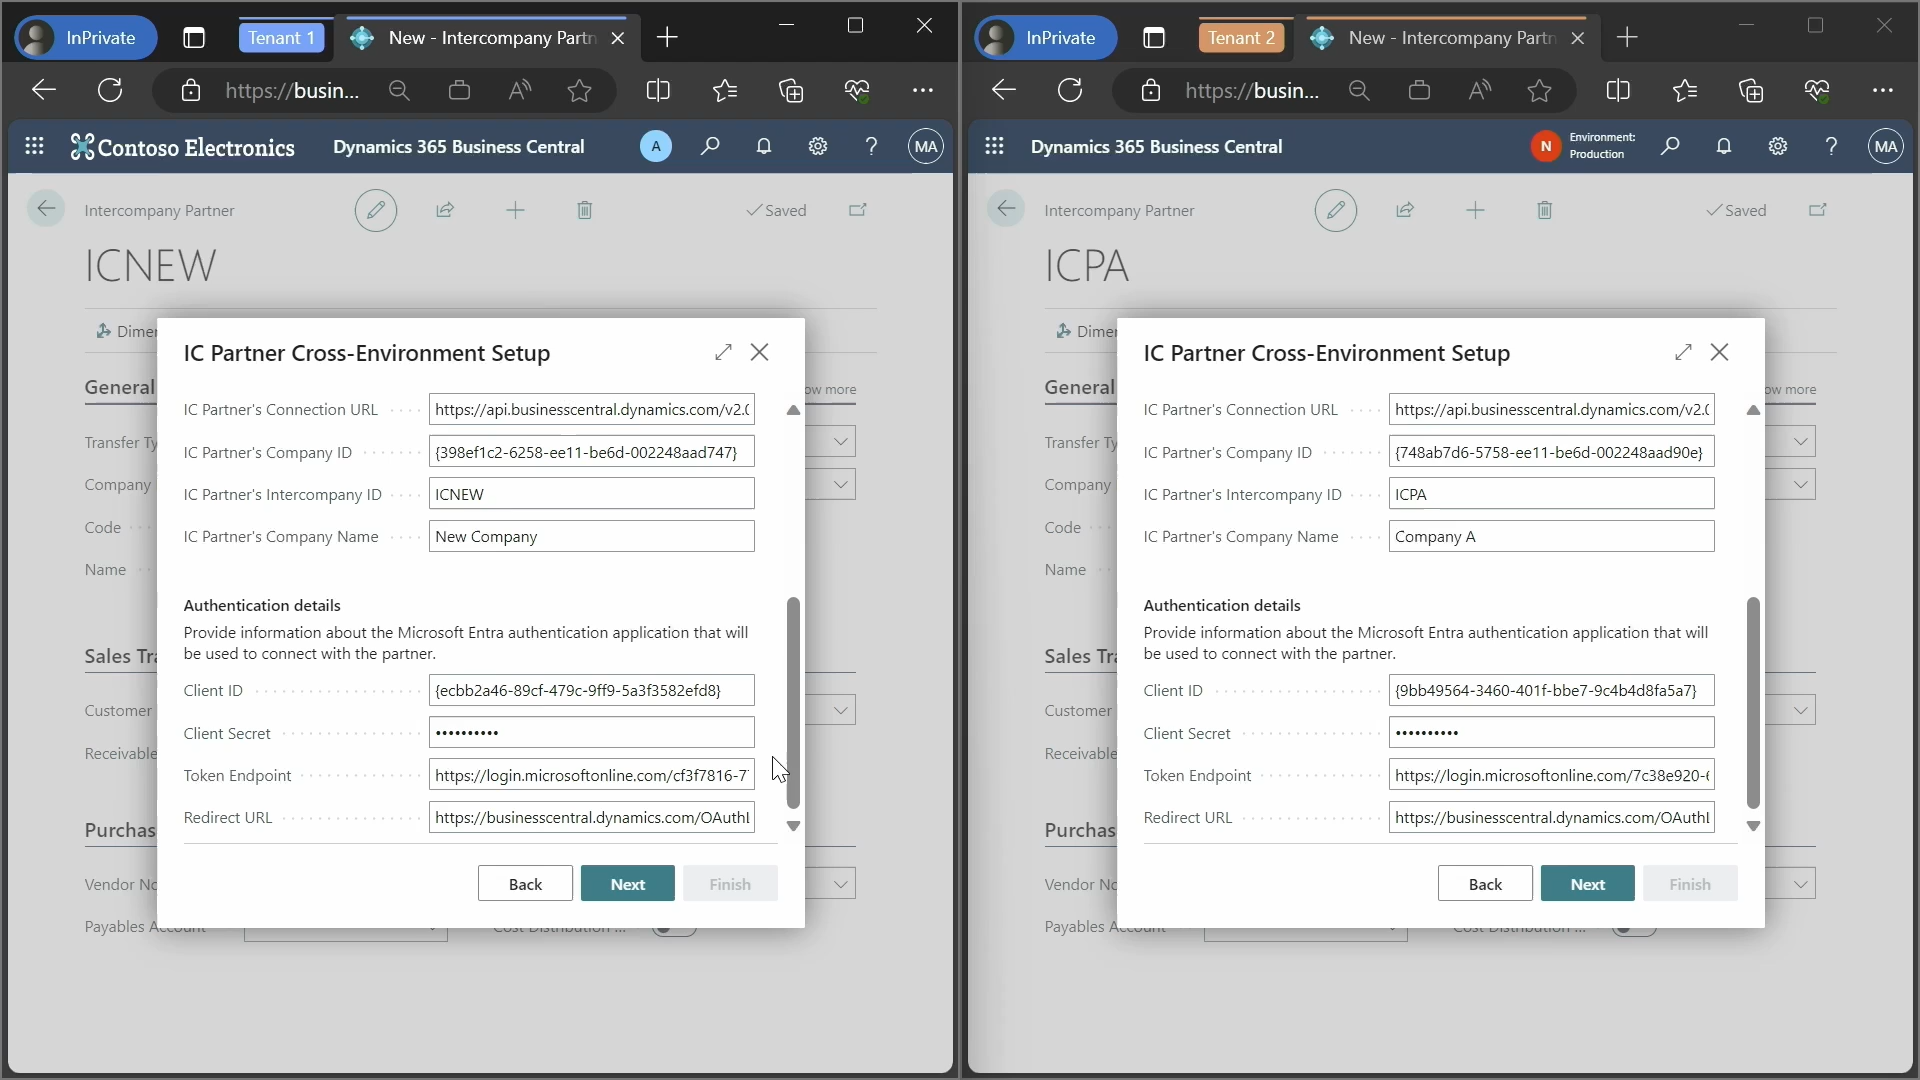 InPrivate
Tenant 1
New - Intercompany Partn
https://busin...
Contoso Electronics
Dynamics 365 Business Central
A
MA
Intercompany Partner
Saved
ICNEW
Dimen
General
ow more
Transfer Ty
Company
Code
Name
Sales Tra
Customer
Receivable
Purchas
Vendor No
Payables Account
Cost Distribution ...
IC Partner Cross-Environment Setup
IC Partner's Connection URL
https://api.businesscentral.dynamics.com/v2.0
IC Partner's Company ID
{398ef1c2-6258-ee11-be6d-002248aad747}
IC Partner's Intercompany ID
ICNEW
IC Partner's Company Name
New Company
Authentication details
Provide information about the Microsoft Entra authentication application that will
be used to connect with the partner.
Client ID
{ecbb2a46-89cf-479c-9ff9-5a3f3582efd8}
Client Secret
••••••••••
Token Endpoint
https://login.microsoftonline.com/cf3f7816-7
Redirect URL
https://businesscentral.dynamics.com/OAuthL
Back
Next
Finish
InPrivate
Tenant 2
New - Intercompany Partn
https://busin...
Dynamics 365 Business Central
N
Environment:
Production
MA
Intercompany Partner
Saved
ICPA
Dimen
General
ow more
Transfer Ty
Company
Code
Name
Sales Tra
Customer
Receivable
Purchas
Vendor No
Payables Account
Cost Distribution ...
IC Partner Cross-Environment Setup
IC Partner's Connection URL
https://api.businesscentral.dynamics.com/v2.0
IC Partner's Company ID
{748ab7d6-5758-ee11-be6d-002248aad90e}
IC Partner's Intercompany ID
ICPA
IC Partner's Company Name
Company A
Authentication details
Provide information about the Microsoft Entra authentication application that will
be used to connect with the partner.
Client ID
{9bb49564-3460-401f-bbe7-9c4b4d8fa5a7}
Client Secret
••••••••••
Token Endpoint
https://login.microsoftonline.com/7c38e920-6
Redirect URL
https://businesscentral.dynamics.com/OAuthL
Back
Next
Finish